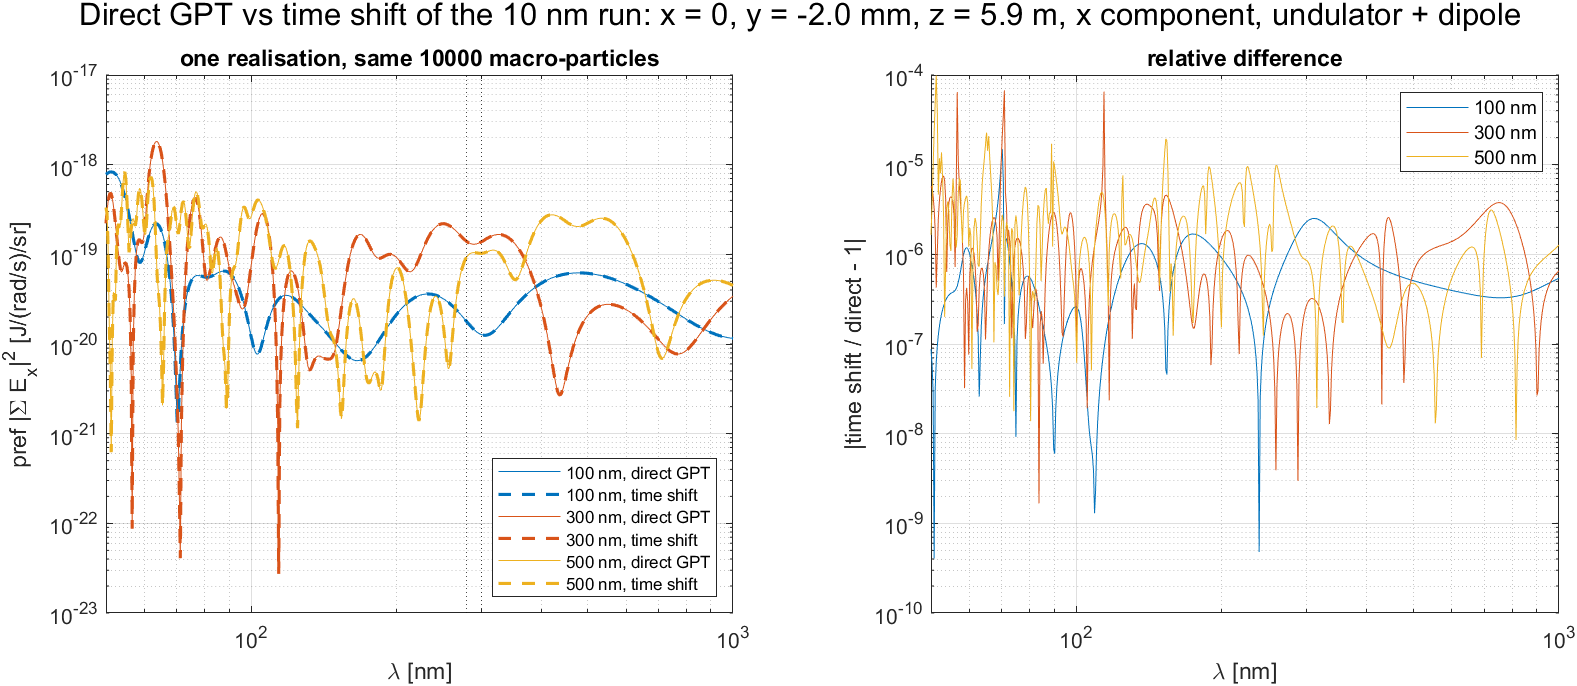 Direct GPT vs time shift of the 10 nm run: x = 0, y = -2.0 mm, z = 5.9 m, x component, undulator + dipole
one realisation, same 10000 macro-particles
pref |Σ E_x|^2 [J/(rad/s)/sr]
10^-17
10^-18
10^-19
10^-20
10^-21
10^-22
10^-23
100 nm, direct GPT
100 nm, time shift
300 nm, direct GPT
300 nm, time shift
500 nm, direct GPT
500 nm, time shift
10^2
10^3
λ [nm]
relative difference
|time shift / direct - 1|
10^-4
10^-5
10^-6
10^-7
10^-8
10^-9
10^-10
100 nm
300 nm
500 nm
10^2
10^3
λ [nm]